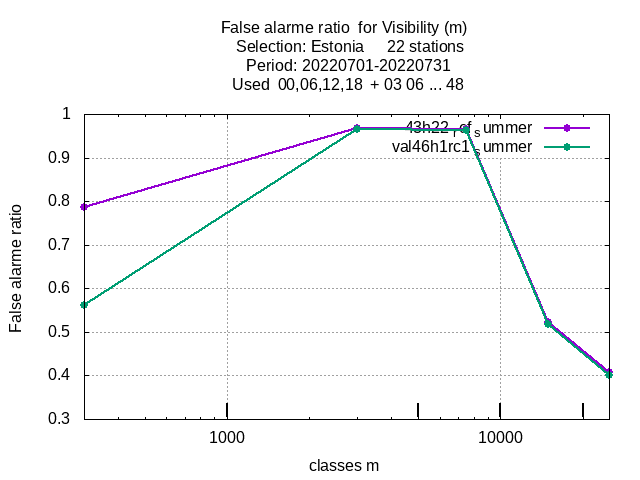 False alarme ratio for Visibility (m)
Selection: Estonia 22 stations
Period: 20220701-20220731
Used 00,06,12,18 + 03 06 ... 48
1
0.9
0.8
0.7
0.6
0.5
0.4
0.3
False alarme ratio
43h22_ref_summer
val46h1rc1_summer
1000
10000
classes m